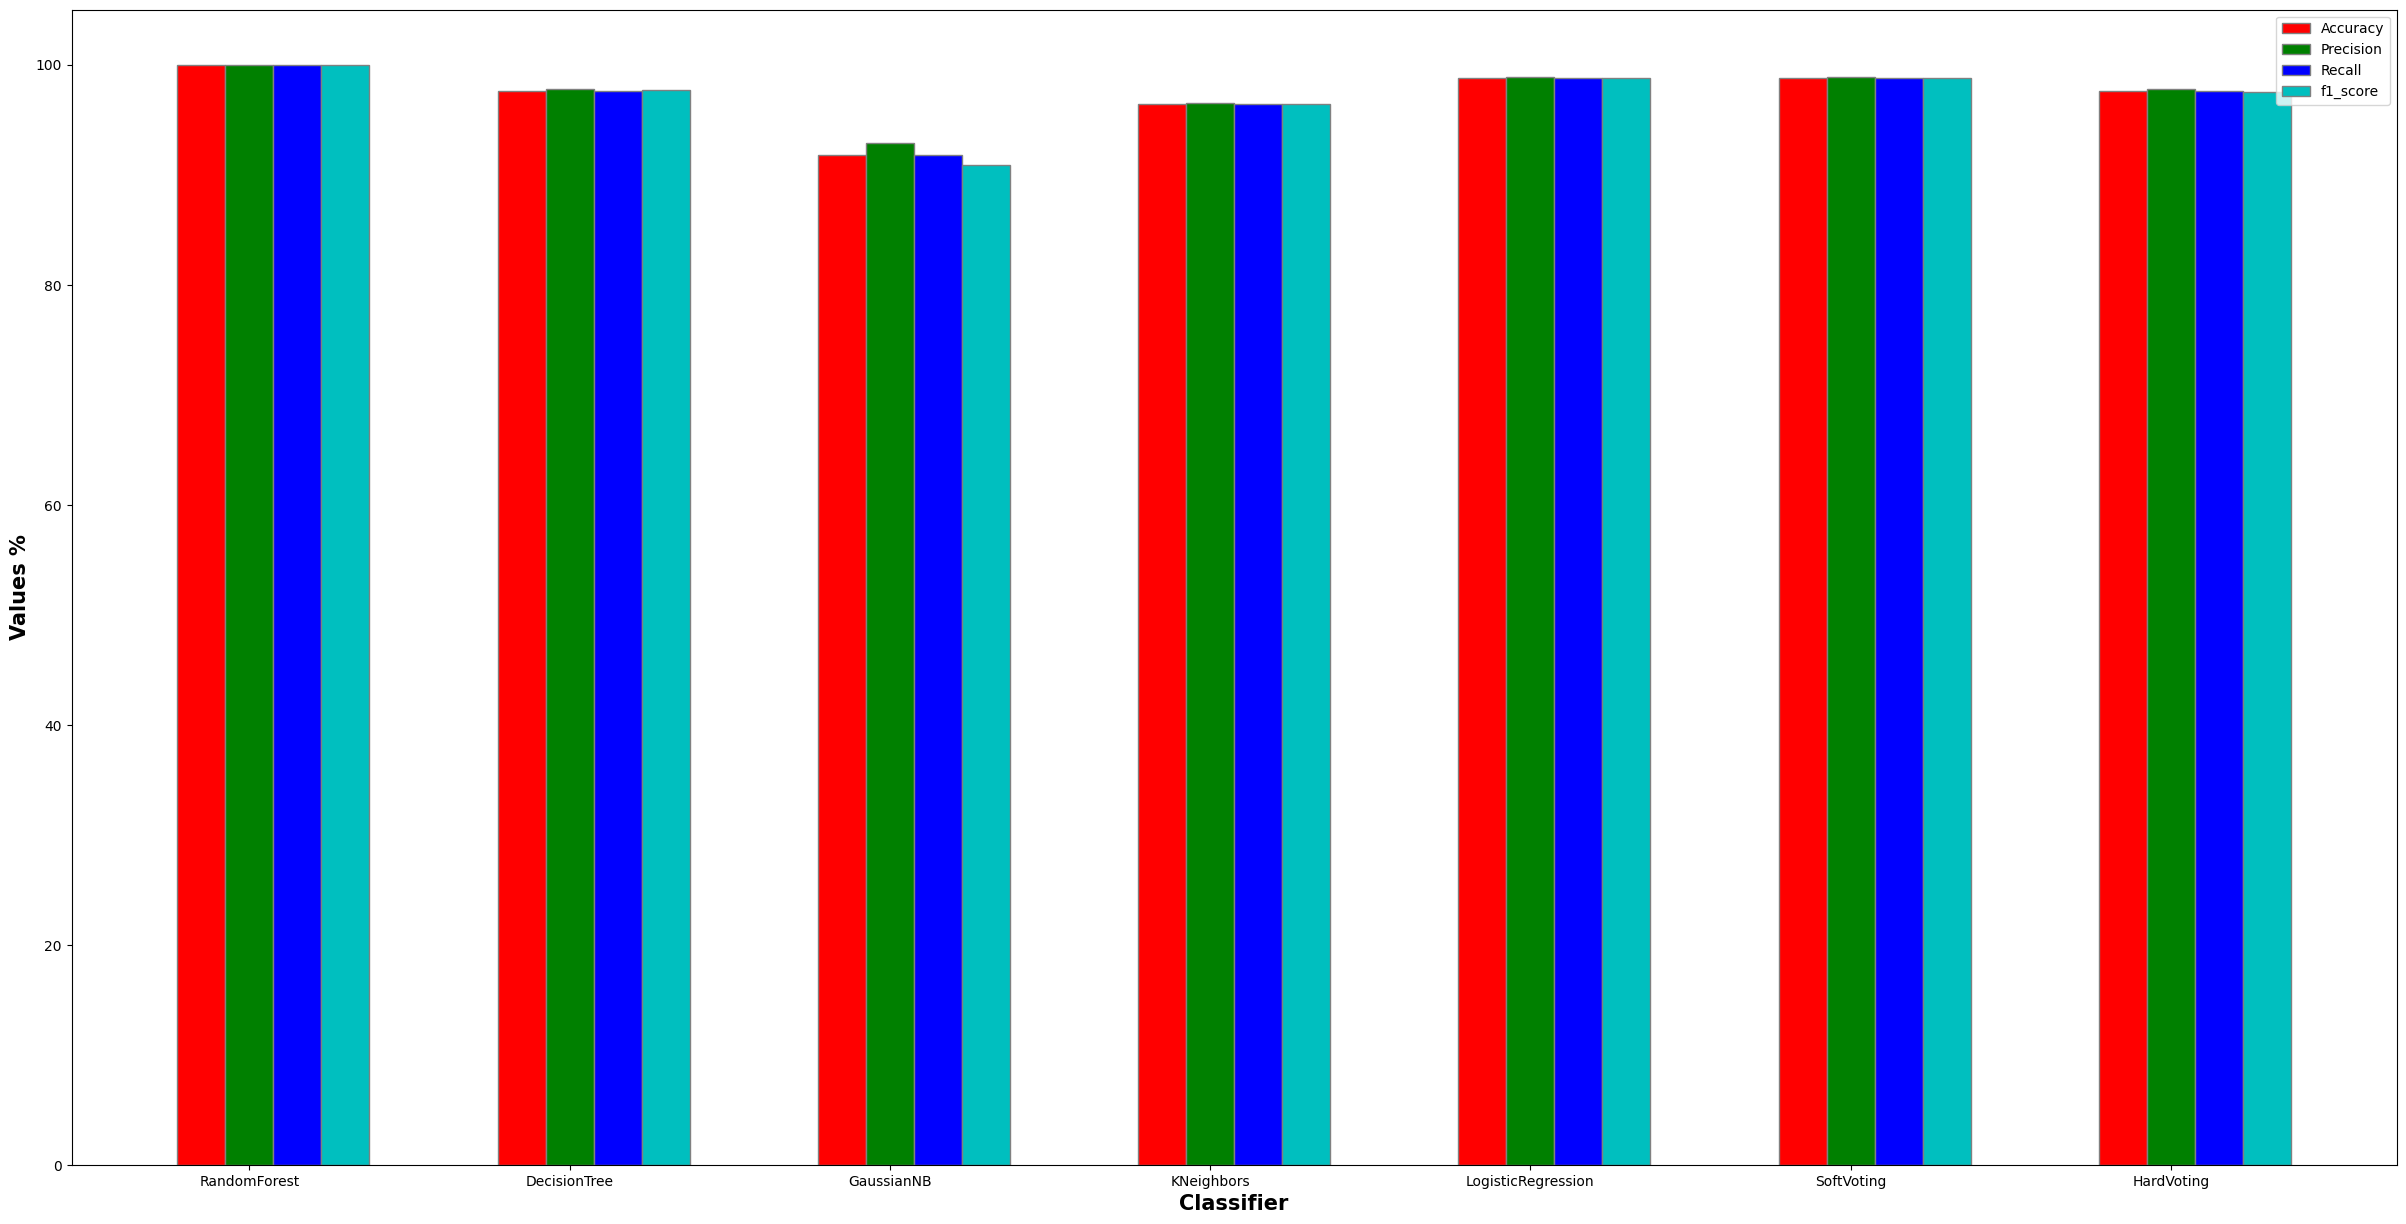 Accuracy
Precision
Recall
f1_score
100
80
60
40
20
0
Values %
RandomForest
DecisionTree
GaussianNB
KNeighbors
LogisticRegression
SoftVoting
HardVoting
Classifier